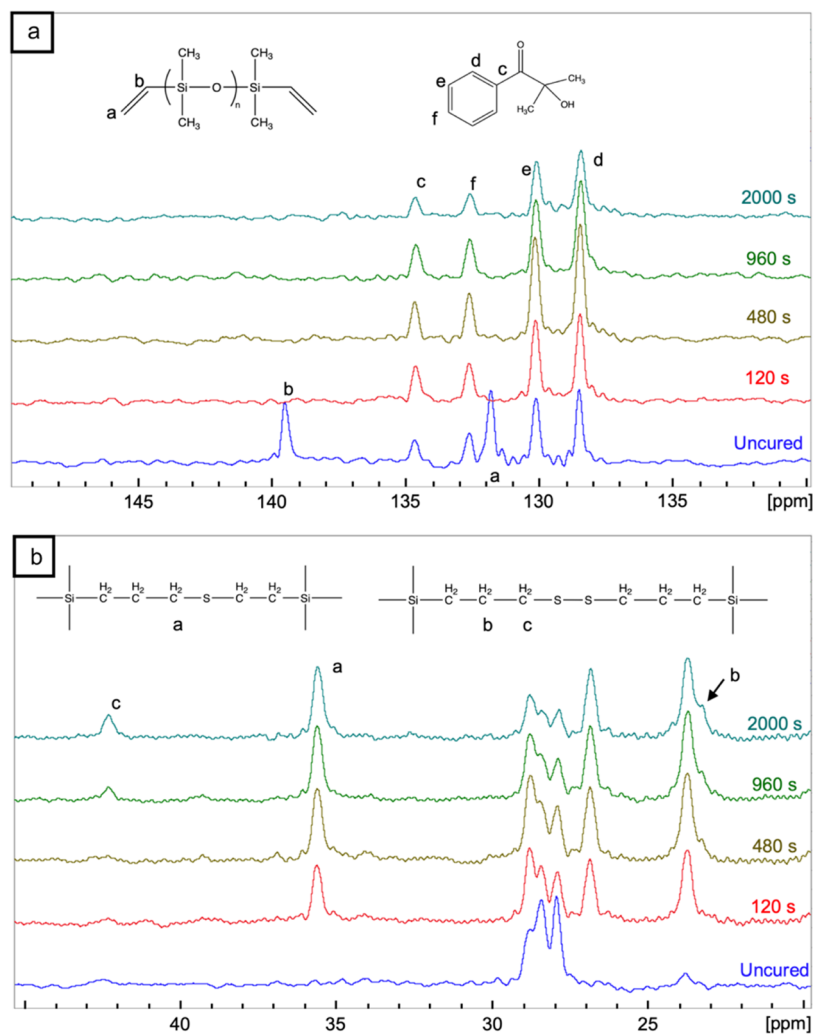 a
CH3 CH3 O
b d c
Si O Si e CH3
a n H3C OH
CH3 CH3 f
c f e d 2000 s
960 s
480 s
120 s
b Uncured
a
145 140 135 130 135 [ppm]
b
H2 H2 H2 H2 H2 H2 H2 H2 H2 H2 H2
Si C C C S C C Si Si C C C S S C C C Si
a b c
c a b
2000 s
960 s
480 s
120 s
Uncured
40 35 30 25 [ppm]